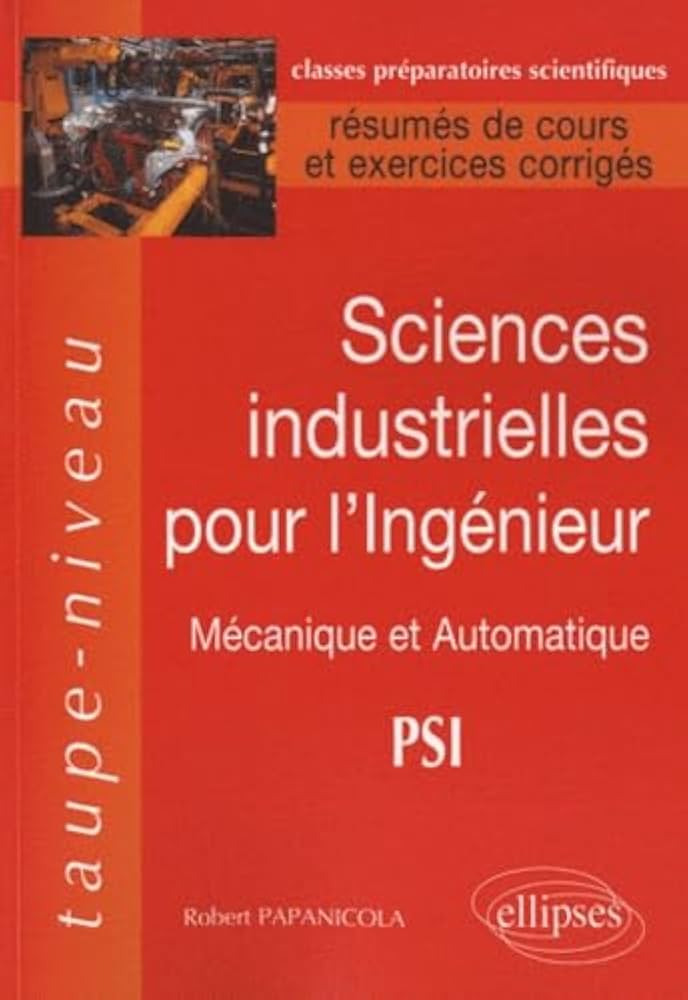 classes préparatoires scientifiques
résumés de cours
et exercices corrigés
Sciences
industrielles
pour l'Ingénieur
Mécanique et Automatique
PSI
taupe-niveau
Robert PAPANICOLA
ellipses